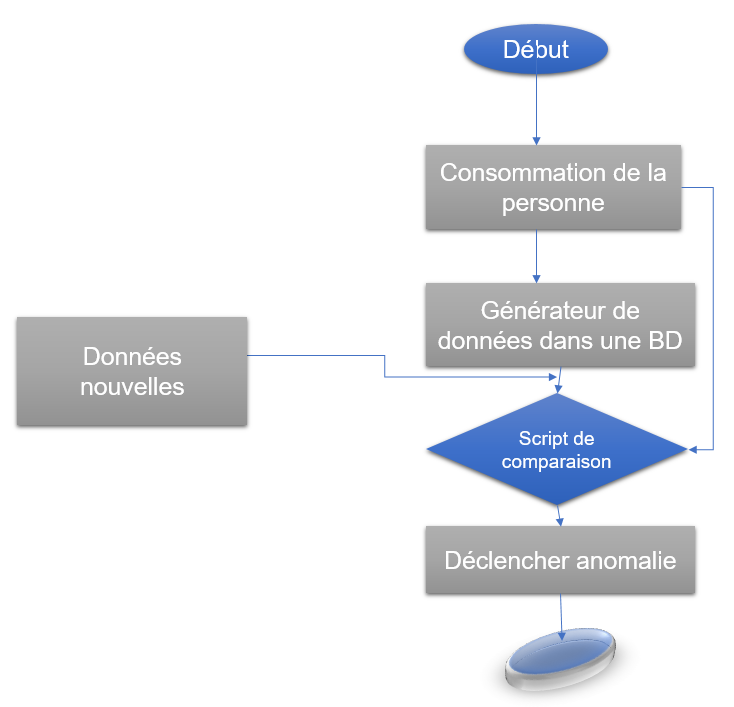 Début
Consommation de la
personne
Générateur de
données dans une BD
Données
nouvelles
Script de
comparaison
Déclencher anomalie